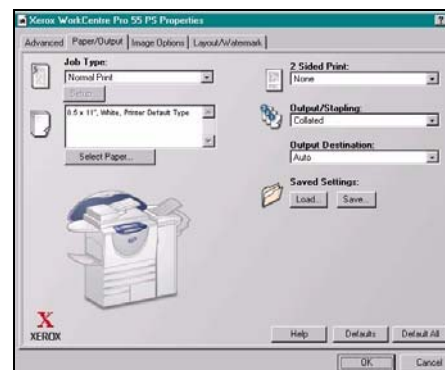 Xerox WorkCentre Pro 55 PS Properties
?
Advanced
Paper/Output
Image Options
Layout/Watermark
Job Type:
Normal Print
Setup...
8.5 x 11", White, Printer Default Type
Select Paper...
2 Sided Print:
None
Output/Stapling:
Collated
Output Destination:
Auto
Saved Settings:
Load...
Save...
X
XEROX
Help
Defaults
Default All
OK
Cancel